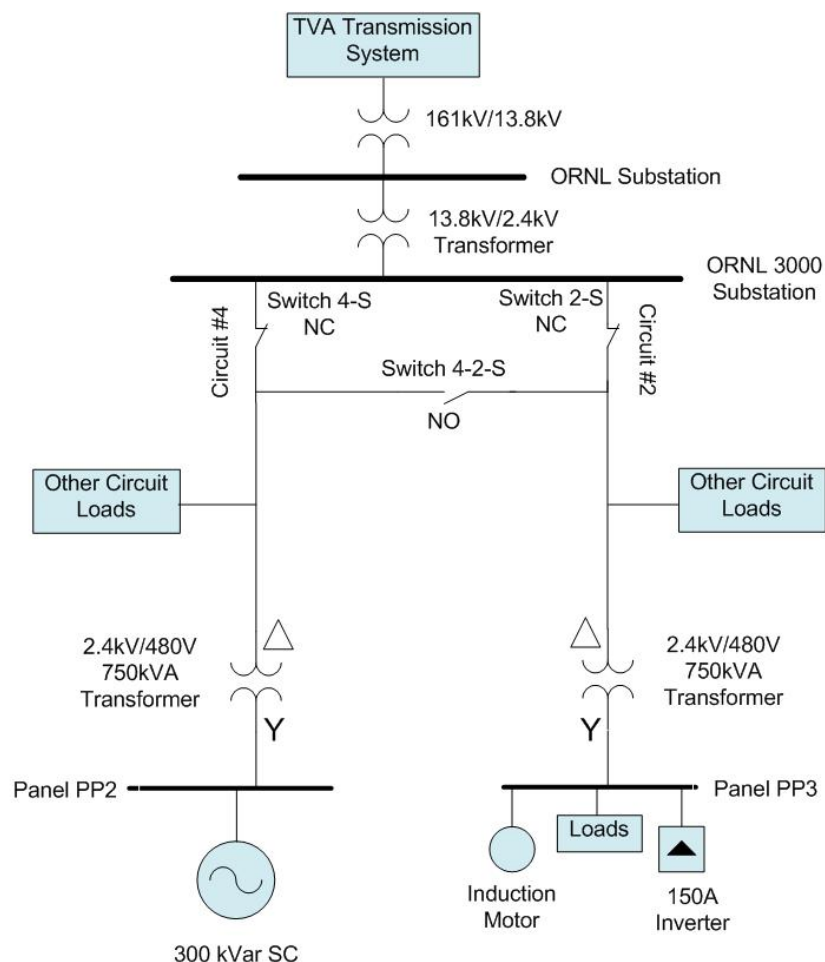 TVA Transmission
System
161kV/13.8kV
ORNL Substation
13.8kV/2.4kV
Transformer
ORNL 3000
Substation
Switch 4-S
NC
Switch 2-S
NC
Circuit #4
Circuit #2
Switch 4-2-S
NO
Other Circuit
Loads
Other Circuit
Loads
2.4kV/480V
750kVA
Transformer
2.4kV/480V
750kVA
Transformer
Y
Y
Panel PP2
Panel PP3
Loads
Induction
Motor
150A
Inverter
300 kVar SC